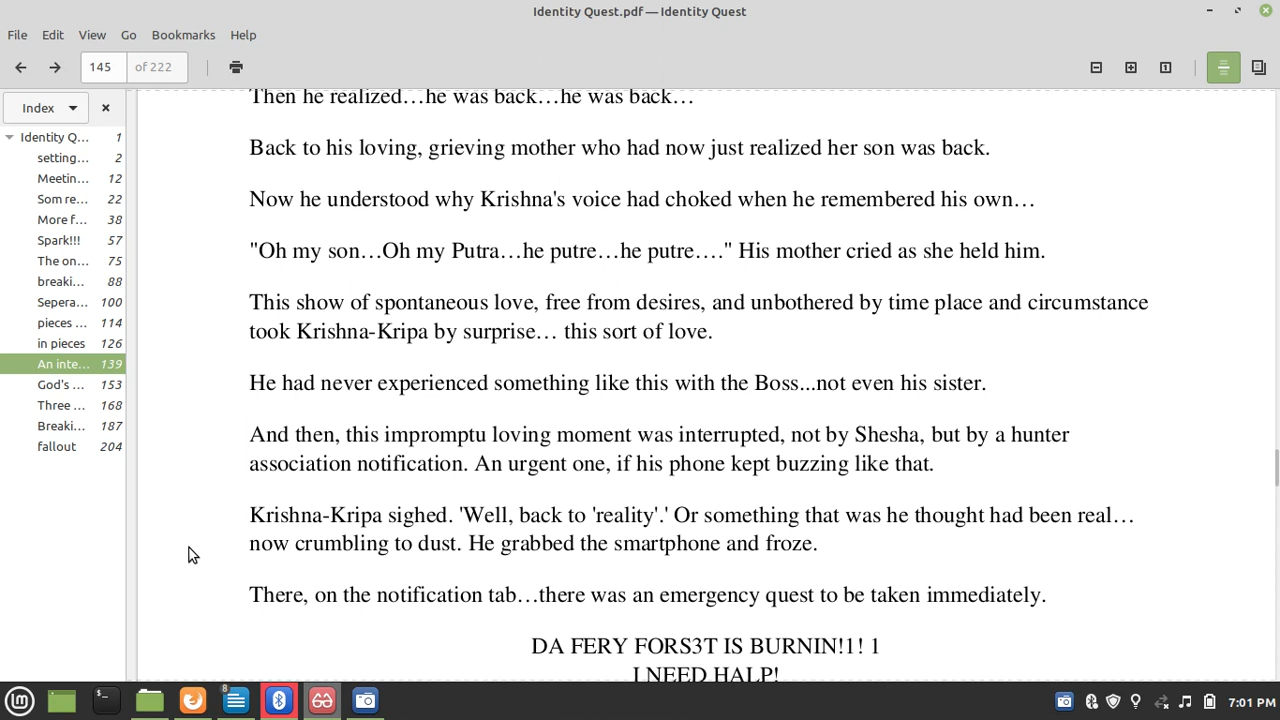 Identity Quest.pdf — Identity Quest
File Edit View Go Bookmarks Help
145 of 222
Index
Identity Q... 1
setting... 2
Meetin... 12
Som re... 22
More f... 38
Spark!!! 57
The on... 75
breaki... 88
Sepera... 100
pieces ... 114
in pieces 126
An inte... 139
God's ... 153
Three ... 168
Breaki... 187
fallout 204
Then he realized…he was back…he was back…
Back to his loving, grieving mother who had now just realized her son was back.
Now he understood why Krishna's voice had choked when he remembered his own…
"Oh my son…Oh my Putra…he putre…he putre…." His mother cried as she held him.
This show of spontaneous love, free from desires, and unbothered by time place and circumstance
took Krishna-Kripa by surprise… this sort of love.
He had never experienced something like this with the Boss...not even his sister.
And then, this impromptu loving moment was interrupted, not by Shesha, but by a hunter
association notification. An urgent one, if his phone kept buzzing like that.
Krishna-Kripa sighed. 'Well, back to 'reality'.' Or something that was he thought had been real…
now crumbling to dust. He grabbed the smartphone and froze.
There, on the notification tab…there was an emergency quest to be taken immediately.
DA FERY FORS3T IS BURNIN!1! 1
I NEED HALP!
8
7:01 PM